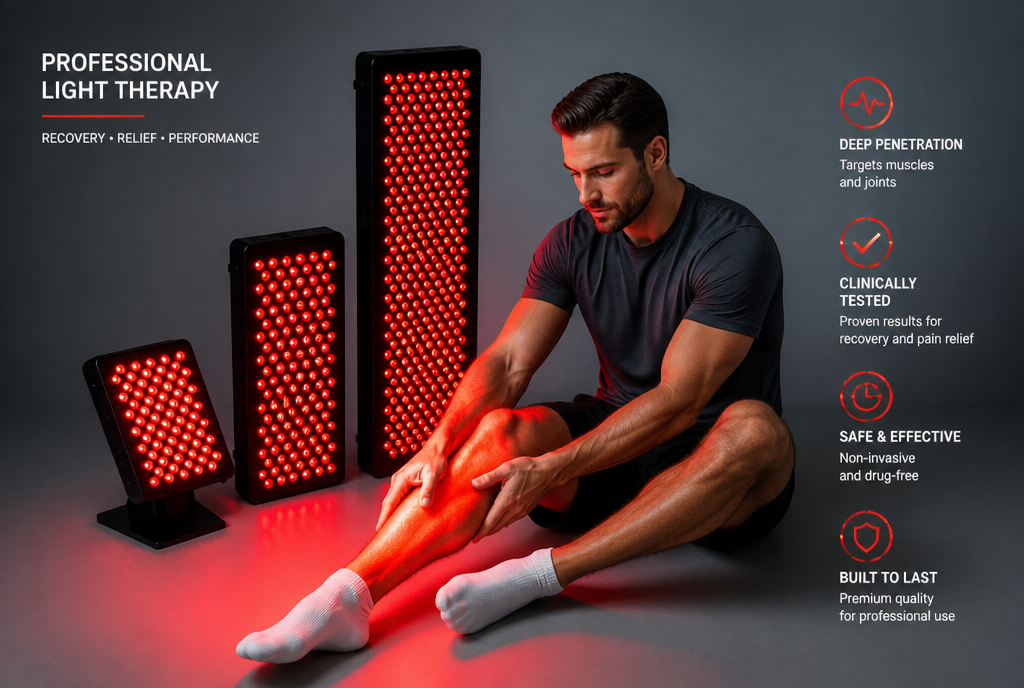 PROFESSIONAL
LIGHT THERAPY
RECOVERY • RELIEF • PERFORMANCE
DEEP PENETRATION
Targets muscles
and joints
CLINICALLY
TESTED
Proven results for
recovery and pain relief
SAFE & EFFECTIVE
Non-invasive
and drug-free
BUILT TO LAST
Premium quality
for professional use